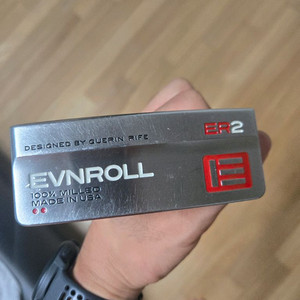 ER2
DESIGNED BY GUERIN RIFE
EVNROLL
100% MILLED
MADE IN USA